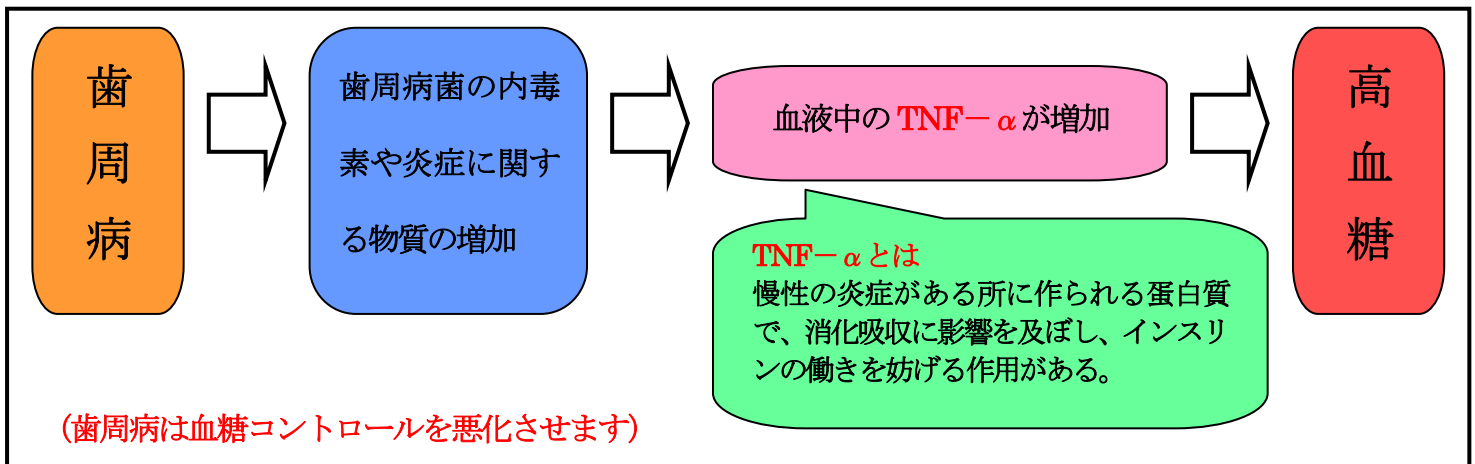 歯
周
病
歯周病菌の内毒
素や炎症に関す
る物質の増加
血液中の TNF－α が増加
TNF－α とは
慢性の炎症がある所に作られる蛋白質
で、消化吸収に影響を及ぼし、インスリ
ンの働きを妨げる作用がある。
高
血
糖
（歯周病は血糖コントロールを悪化させます）